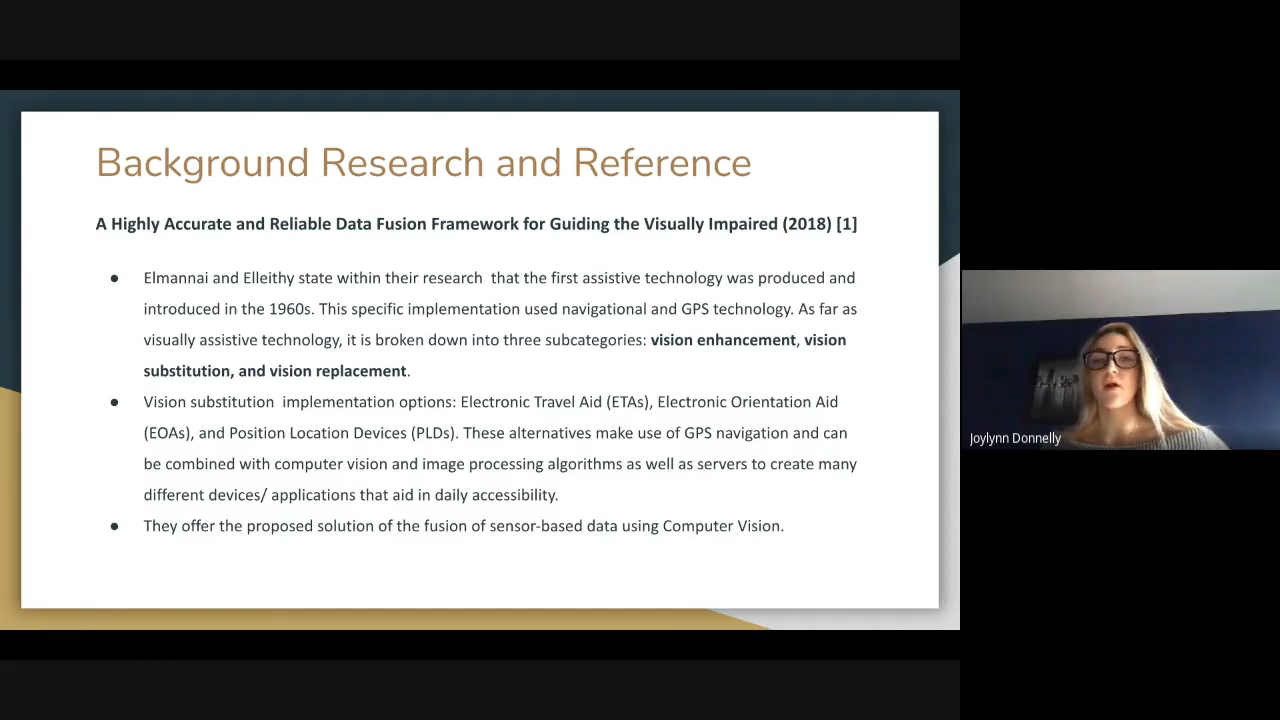 Background Research and Reference
A Highly Accurate and Reliable Data Fusion Framework for Guiding the Visually Impaired (2018) [1]
● Elmannai and Elleithy state within their research  that the first assistive technology was produced and
introduced in the 1960s. This specific implementation used navigational and GPS technology. As far as
visually assistive technology, it is broken down into three subcategories: vision enhancement, vision
substitution, and vision replacement.
● Vision substitution  implementation options: Electronic Travel Aid (ETAs), Electronic Orientation Aid
(EOAs), and Position Location Devices (PLDs). These alternatives make use of GPS navigation and can
be combined with computer vision and image processing algorithms as well as servers to create many
different devices/ applications that aid in daily accessibility.
● They offer the proposed solution of the fusion of sensor-based data using Computer Vision.
Joylynn Donnelly